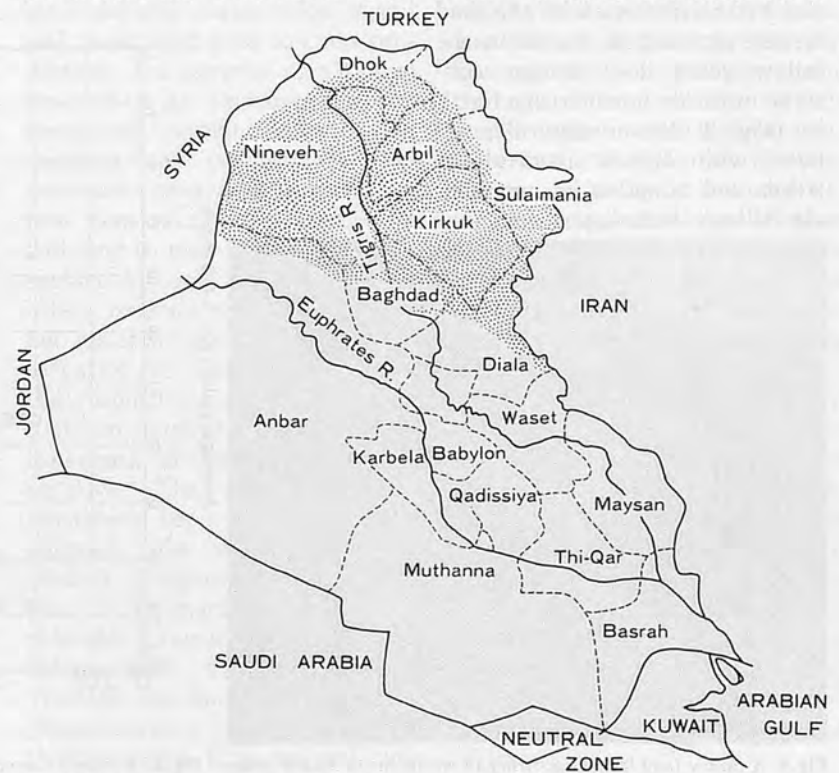 TURKEY
Dhok
SYRIA
Nineveh
Arbil
Sulaimania
Kirkuk
Tigris R.
Baghdad
IRAN
Euphrates R.
JORDAN
Diala
Anbar
Waset
Karbela
Babylon
Qadissiya
Maysan
Muthanna
Thi-Qar
Basrah
SAUDI ARABIA
ARABIAN
GULF
KUWAIT
NEUTRAL
ZONE